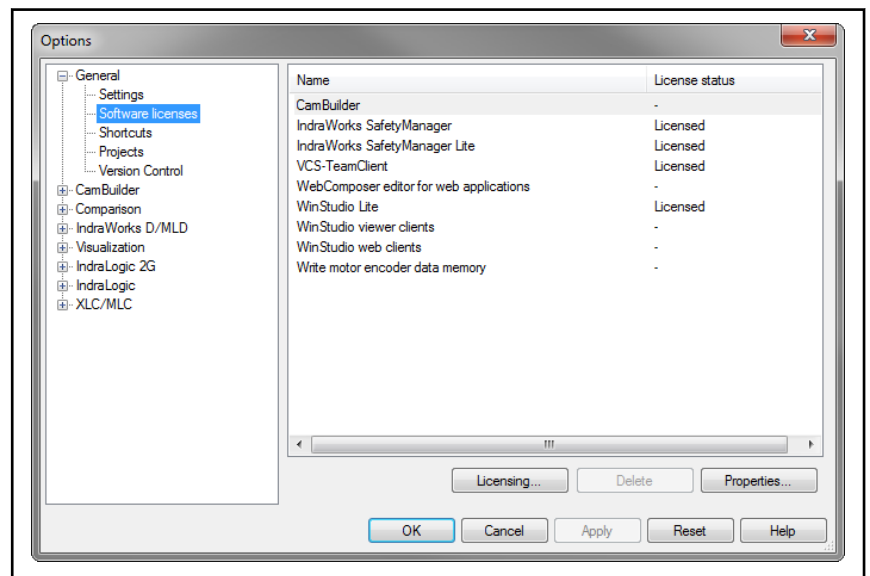 Options
General
Settings
Software licenses
Shortcuts
Projects
Version Control
CamBuilder
Comparison
IndraWorks D/MLD
Visualization
IndraLogic 2G
IndraLogic
XLC/MLC
Name License status
CamBuilder -
IndraWorks SafetyManager Licensed
IndraWorks SafetyManager Lite Licensed
VCS-TeamClient Licensed
WebComposer editor for web applications -
WinStudio Lite Licensed
WinStudio viewer clients -
WinStudio web clients -
Write motor encoder data memory -
Licensing... Delete Properties...
OK Cancel Apply Reset Help